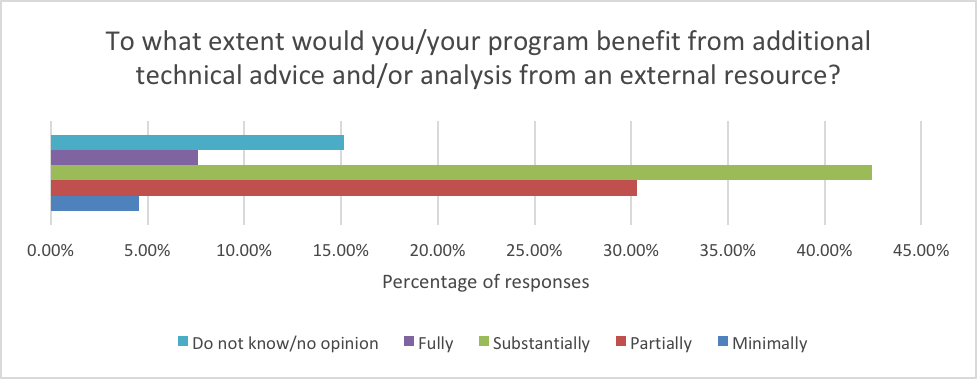 To what extent would you/your program benefit from additional
technical advice and/or analysis from an external resource?
0.00% 5.00% 10.00% 15.00% 20.00% 25.00% 30.00% 35.00% 40.00% 45.00%
Percentage of responses
Do not know/no opinion Fully Substantially Partially Minimally